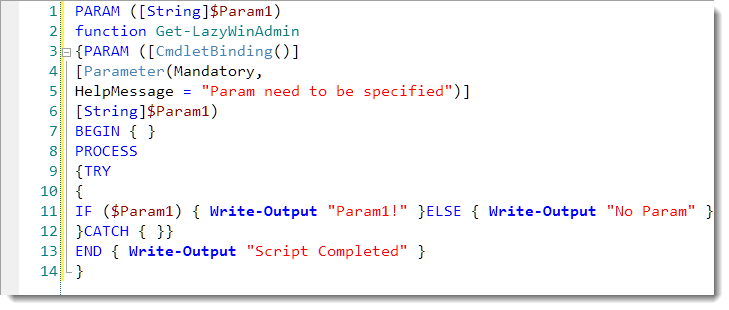 1 PARAM ([String]$Param1)
2 function Get-LazyWinAdmin
3 {PARAM ([CmdletBinding()]
4 [Parameter(Mandatory,
5 HelpMessage = "Param need to be specified")]
6 [String]$Param1)
7 BEGIN { }
8 PROCESS
9 {TRY
10 {
11 IF ($Param1) { Write-Output "Param1!" }ELSE { Write-Output "No Param" }
12 }CATCH { }}
13 END { Write-Output "Script Completed" }
14 }